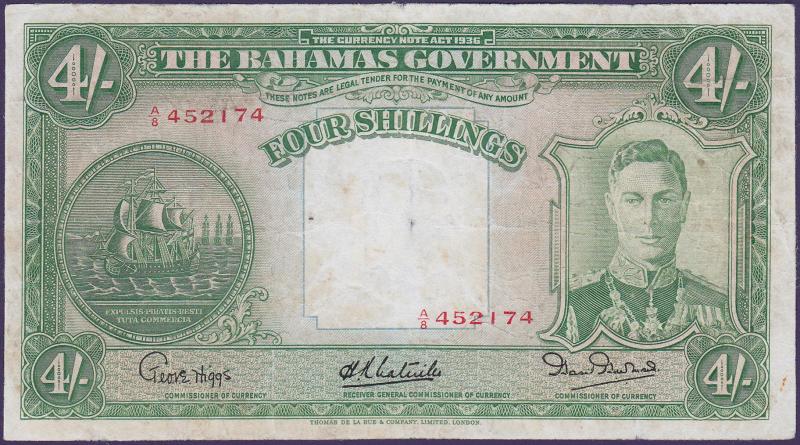 THE CURRENCY NOTE ACT 1936
4/- THE BAHAMAS GOVERNMENT 4/-
THESE NOTES ARE LEGAL TENDER FOR THE PAYMENT OF ANY AMOUNT
A/8 452174
FOUR SHILLINGS
EXPULSIS PIRATIS RESTI
TUTA COMMERCIA
A/8 452174
4/- 4/-
George Higgs
COMMISSIONER OF CURRENCY RECEIVER GENERAL COMMISSIONER OF CURRENCY COMMISSIONER OF CURRENCY
THOMAS DE LA RUE & COMPANY, LIMITED, LONDON.